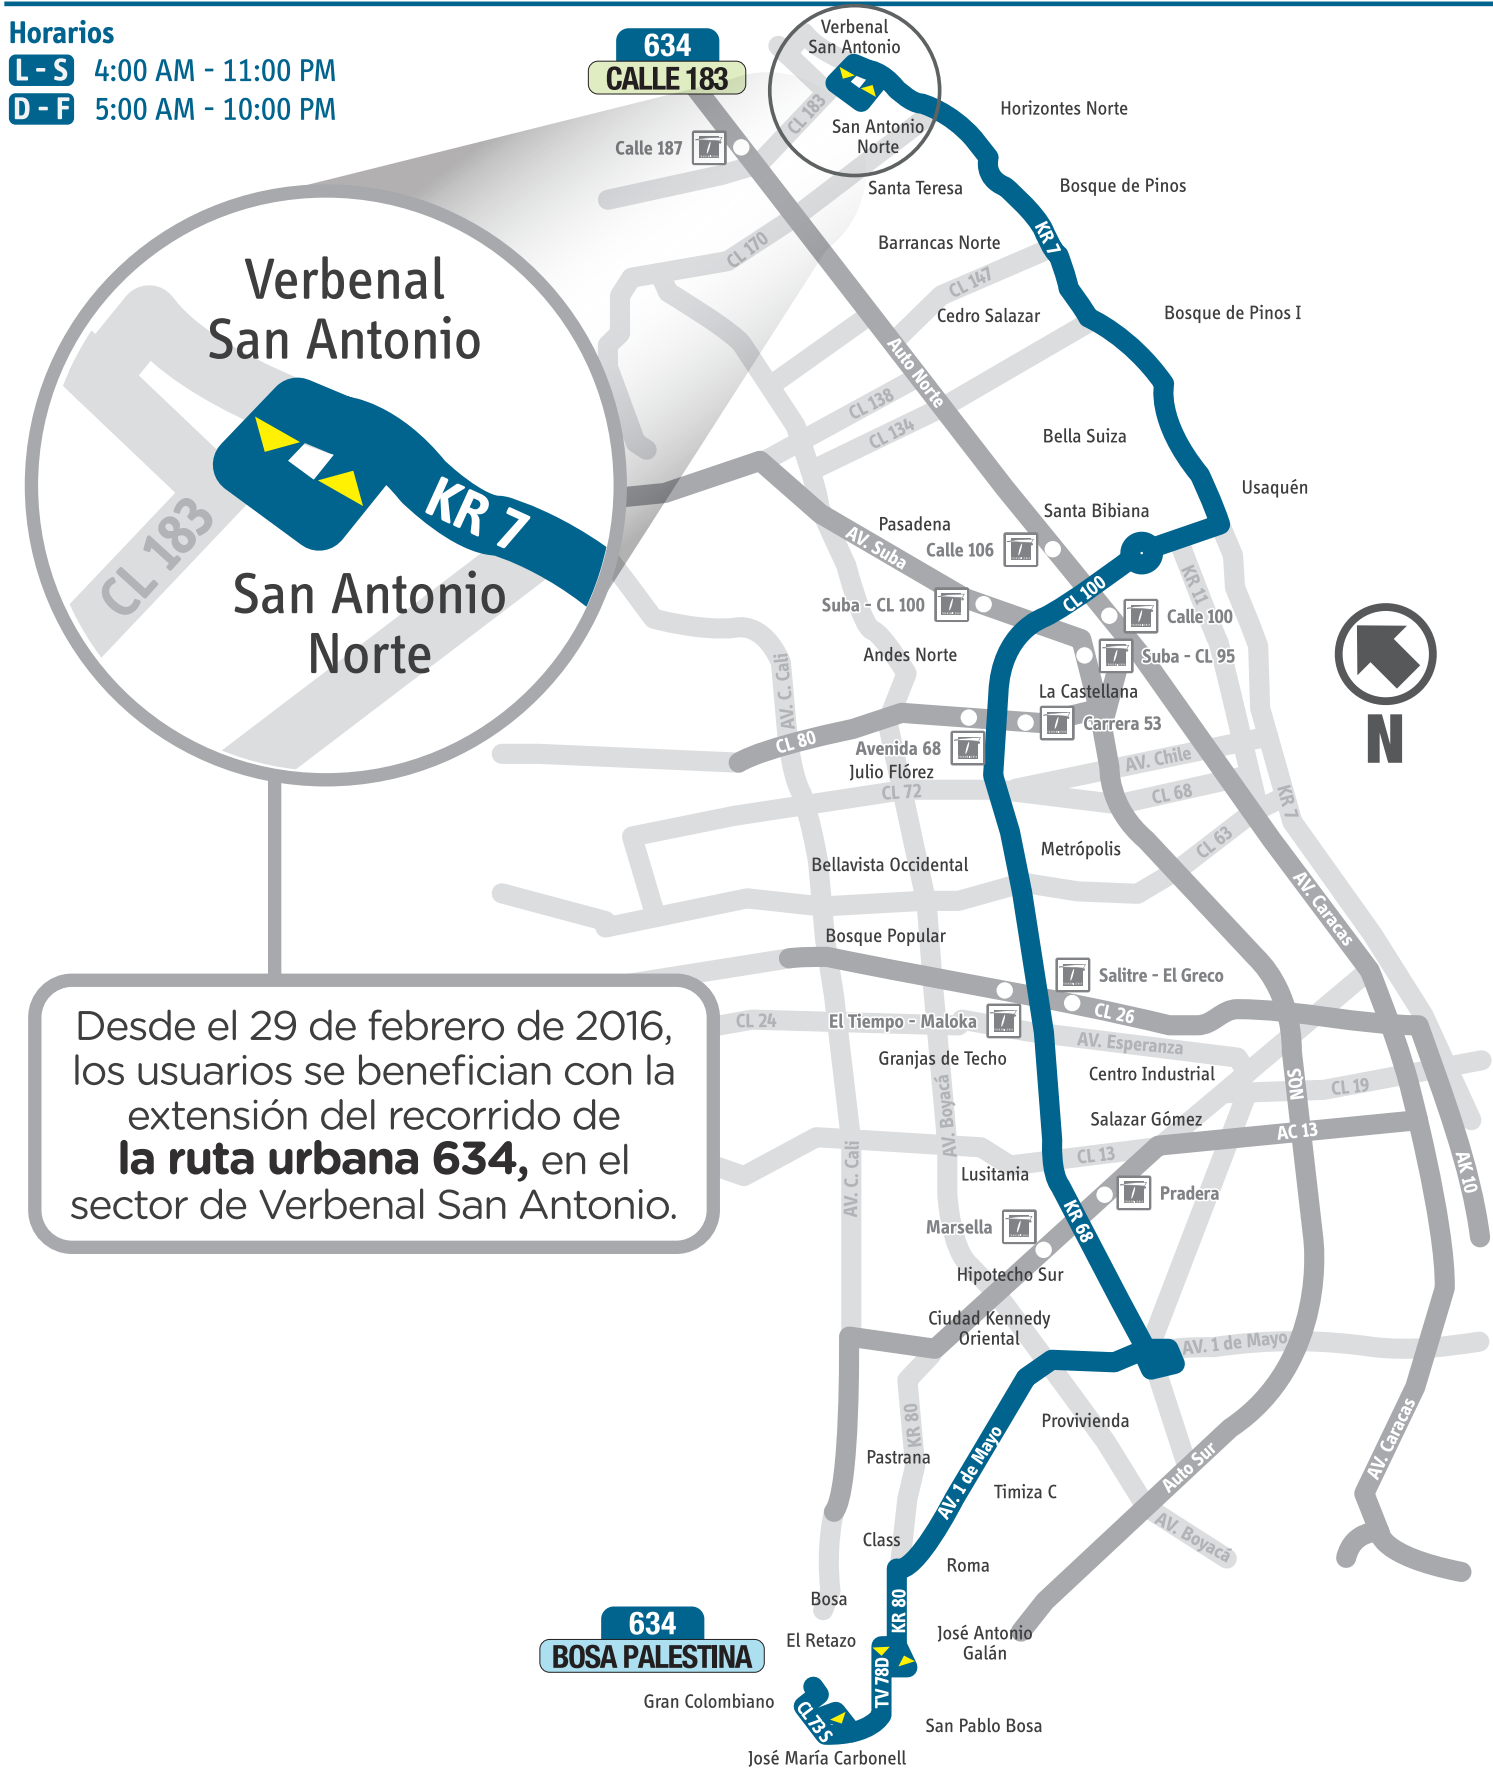 Horarios
L - S 4:00 AM - 11:00 PM
D - F 5:00 AM - 10:00 PM
634
CALLE 183
Verbenal
San Antonio
San Antonio
Norte
CL 183
Calle 187
Horizontes Norte
Santa Teresa
Bosque de Pinos
KR 7
Barrancas Norte
CL 170
CL 147
Cedro Salazar
Bosque de Pinos I
Auto Norte
CL 138
CL 134
Bella Suiza
Usaquén
Santa Bibiana
Pasadena
Calle 106
AV. Suba
KR 11
CL 100
Suba - CL 100
Calle 100
Andes Norte
Suba - CL 95
AV. C. Cali
La Castellana
Carrera 53
CL 80
Avenida 68
Julio Flórez
AV. Chile
CL 72
CL 68
KR 7
CL 63
Metrópolis
Bellavista Occidental
AV. Caracas
Bosque Popular
Salitre - El Greco
CL 26
CL 24
El Tiempo - Maloka
AV. Esperanza
Granjas de Techo
Centro Industrial
NQS
CL 19
AV. Boyacá
Salazar Gómez
AC 13
CL 13
AK 10
Lusitania
AV. C. Cali
Pradera
KR 68
Marsella
Hipotecho Sur
Ciudad Kennedy
Oriental
AV. 1 de Mayo
KR 80
Provivienda
AV. Caracas
Pastrana
AV. 1 de Mayo
Auto Sur
Timiza C
AV. Boyacá
Class
Roma
Bosa
KR 80
634
BOSA PALESTINA
El Retazo
José Antonio
Galán
TV 78D
Gran Colombiano
CL 73 S
San Pablo Bosa
José María Carbonell
N
Verbenal
San Antonio
KR 7
CL 183
San Antonio
Norte
Desde el 29 de febrero de 2016,
los usuarios se benefician con la
extensión del recorrido de
la ruta urbana 634, en el
sector de Verbenal San Antonio.